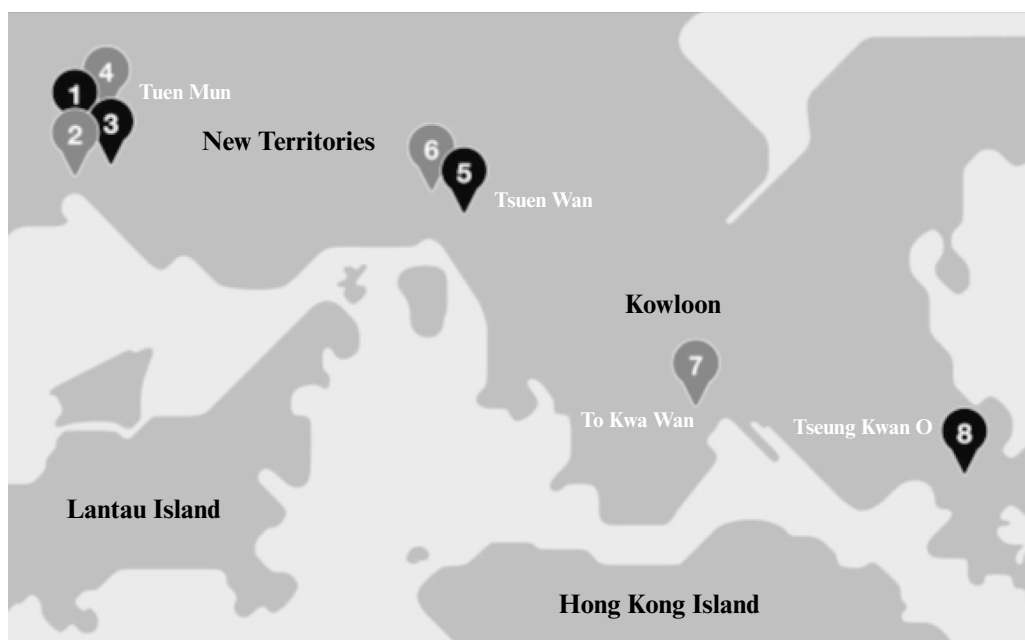 4
1
Tuen Mun
3
2
New Territories
6
5
Tsuen Wan
Kowloon
7
To Kwa Wan
Tseung Kwan O
8
Lantau Island
Hong Kong Island